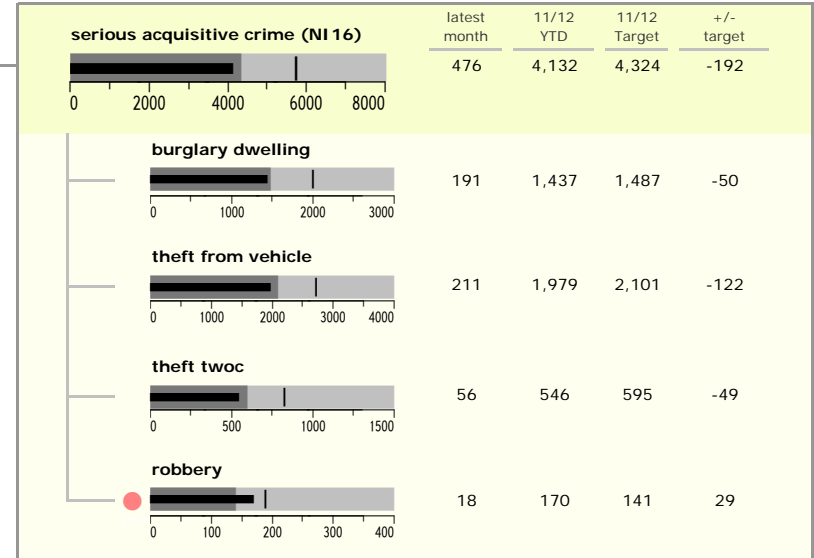 latest 11/12 11/12 +/-
serious acquisitive crime (NI16) month YTD Target target
476 4,132 4,324 -192
0 2000 4000 6000 8000
burglary dwelling
191 1,437 1,487 -50
0 1000 2000 3000
theft from vehicle
211 1,979 2,101 -122
0 1000 2000 3000 4000
theft twoc
56 546 595 -49
0 500 1000 1500
robbery
18 170 141 29
0 100 200 300 400